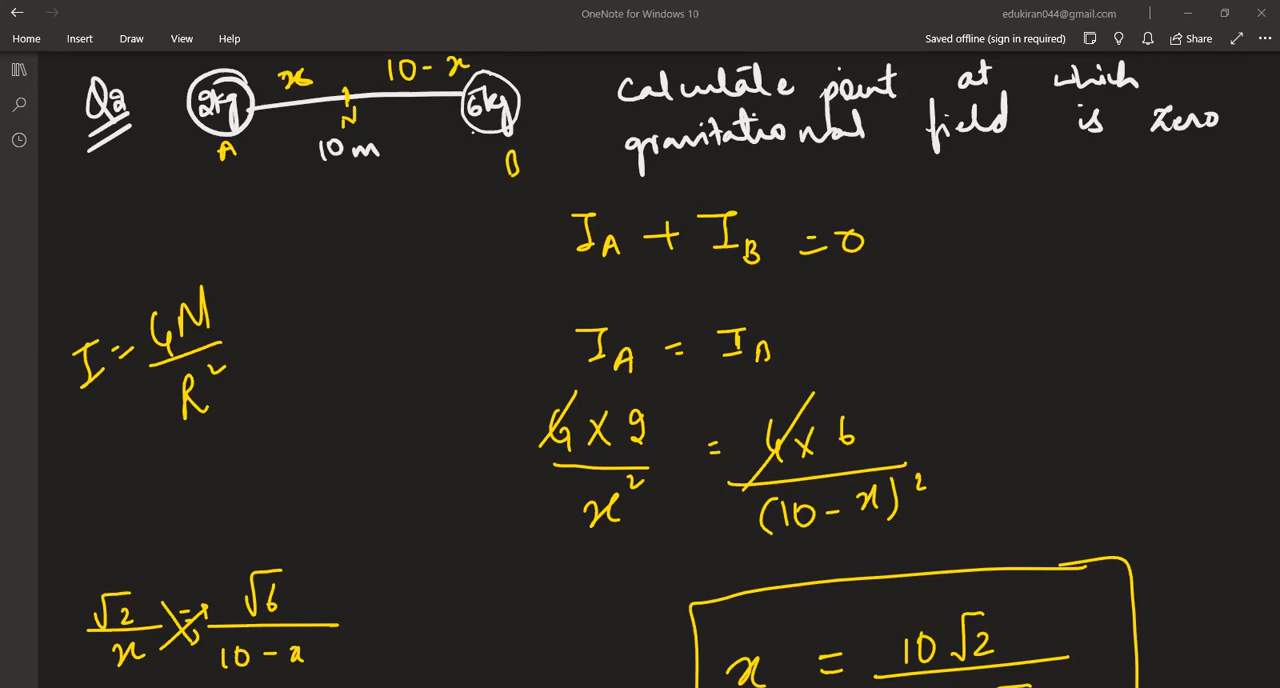 OneNote for Windows 10
edukiran044@gmail.com
Home Insert Draw View Help
Saved offline (sign in required)
Share
Q2
2kg x 10 - x 6kg
A N B
10 m
Calculate point at which
gravitational field is zero
I_A + I_B = 0
I = GM / R²
I_A = I_B
G × 2 / x² = G × 6 / (10 - x)²
√2 / x = √6 / 10 - x
x = 10√2